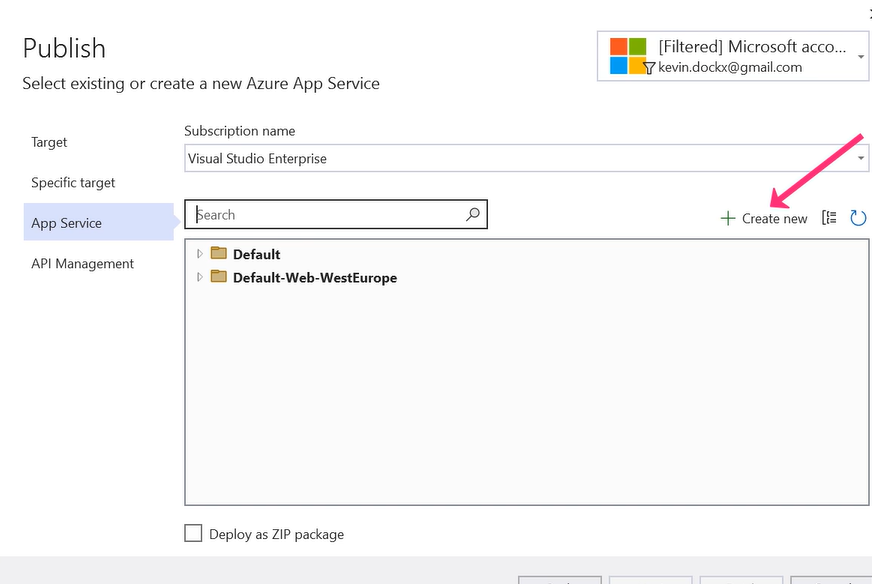 Publish
Select existing or create a new Azure App Service
[Filtered] Microsoft acco...
kevin.dockx@gmail.com
Target
Specific target
App Service
API Management
Subscription name
Visual Studio Enterprise
Search
Create new
Default
Default-Web-WestEurope
Deploy as ZIP package